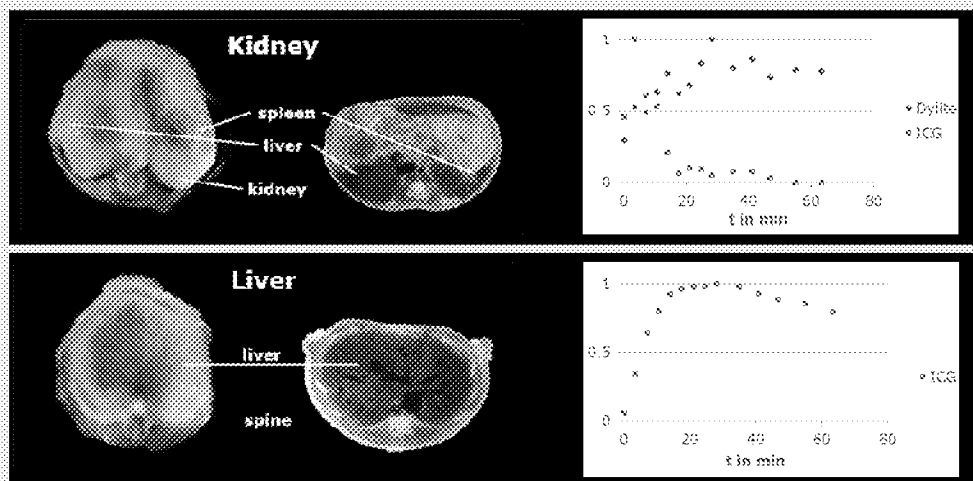 Kidney
spleen
liver
kidney
1
0.5
0
0 20 40 60 80
t in min
Dylite
ICG
Liver
liver
spine
1
0.5
0
0 20 40 60 80
t in min
ICG